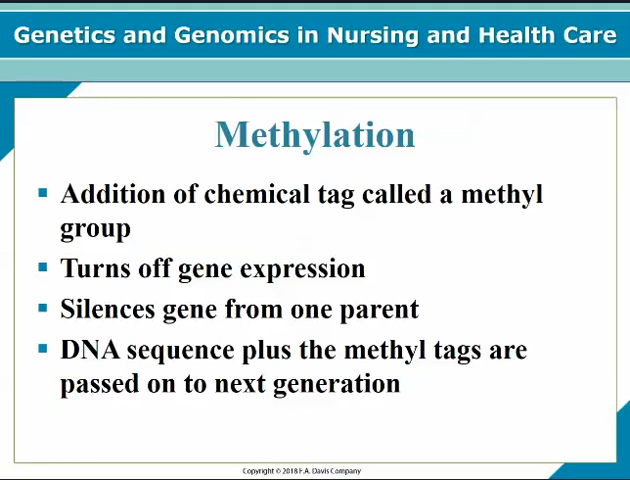 Genetics and Genomics in Nursing and Health Care
Methylation
▪ Addition of chemical tag called a methyl
group
▪ Turns off gene expression
▪ Silences gene from one parent
▪ DNA sequence plus the methyl tags are
passed on to next generation
Copyright © 2018 F.A. Davis Company